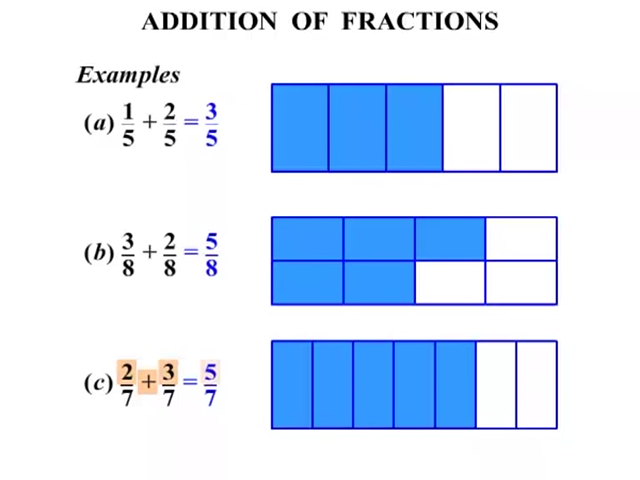 ADDITION OF FRACTIONS
Examples
(a) 1/5 + 2/5 = 3/5
(b) 3/8 + 2/8 = 5/8
(c) 2/7 + 3/7 = 5/7